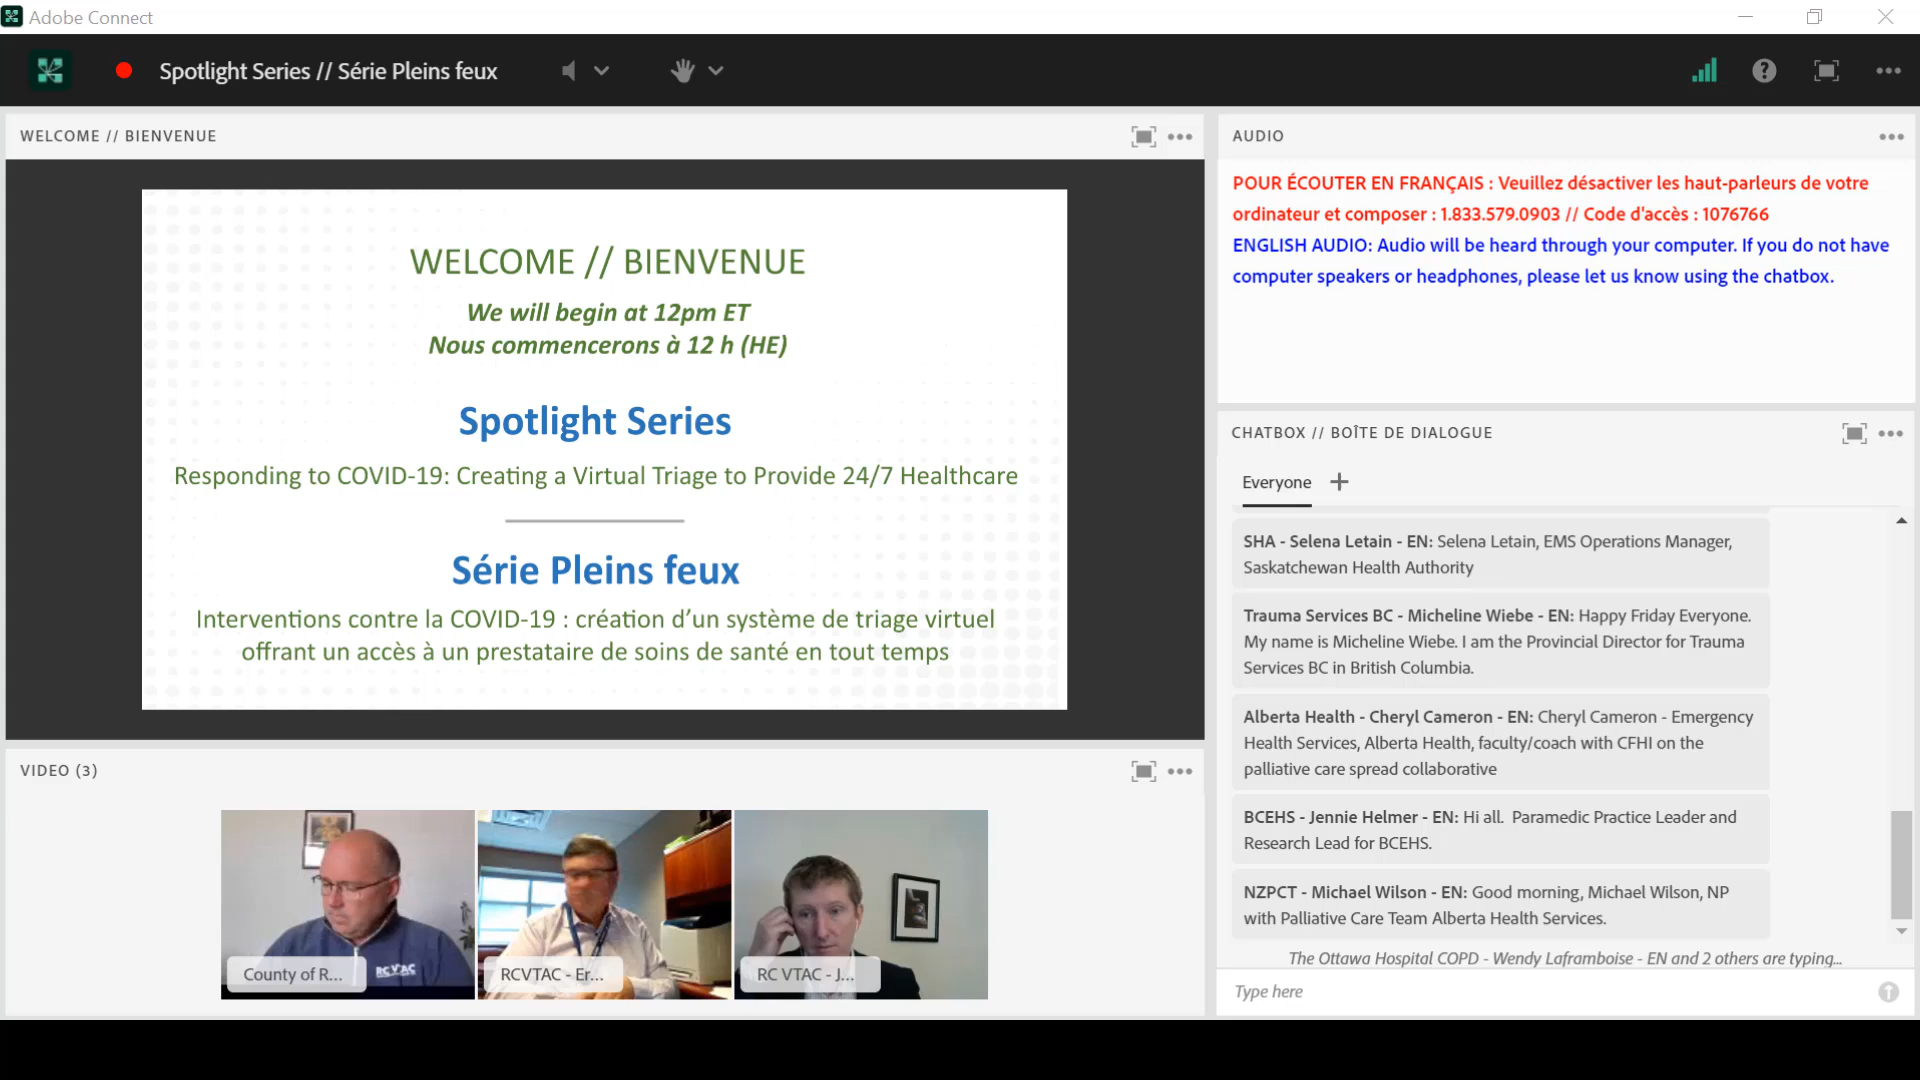 Adobe Connect
Spotlight Series // Série Pleins feux
WELCOME // BIENVENUE
WELCOME // BIENVENUE
We will begin at 12pm ET
Nous commencerons à 12 h (HE)
Spotlight Series
Responding to COVID-19: Creating a Virtual Triage to Provide 24/7 Healthcare
Série Pleins feux
Interventions contre la COVID-19 : création d’un système de triage virtuel
offrant un accès à un prestataire de soins de santé en tout temps
VIDEO (3)
County of R...
RCVTAC
RCVTAC - Er...
RC VTAC - J...
AUDIO
POUR ÉCOUTER EN FRANÇAIS : Veuillez désactiver les haut-parleurs de votre
ordinateur et composer : 1.833.579.0903 // Code d'accès : 1076766
ENGLISH AUDIO: Audio will be heard through your computer. If you do not have
computer speakers or headphones, please let us know using the chatbox.
CHATBOX // BOÎTE DE DIALOGUE
Everyone
SHA - Selena Letain - EN: Selena Letain, EMS Operations Manager,
Saskatchewan Health Authority
Trauma Services BC - Micheline Wiebe - EN: Happy Friday Everyone.
My name is Micheline Wiebe. I am the Provincial Director for Trauma
Services BC in British Columbia.
Alberta Health - Cheryl Cameron - EN: Cheryl Cameron - Emergency
Health Services, Alberta Health, faculty/coach with CFHI on the
palliative care spread collaborative
BCEHS - Jennie Helmer - EN: Hi all.  Paramedic Practice Leader and
Research Lead for BCEHS.
NZPCT - Michael Wilson - EN: Good morning, Michael Wilson, NP
with Palliative Care Team Alberta Health Services.
The Ottawa Hospital COPD - Wendy Laframboise - EN and 2 others are typing...
Type here